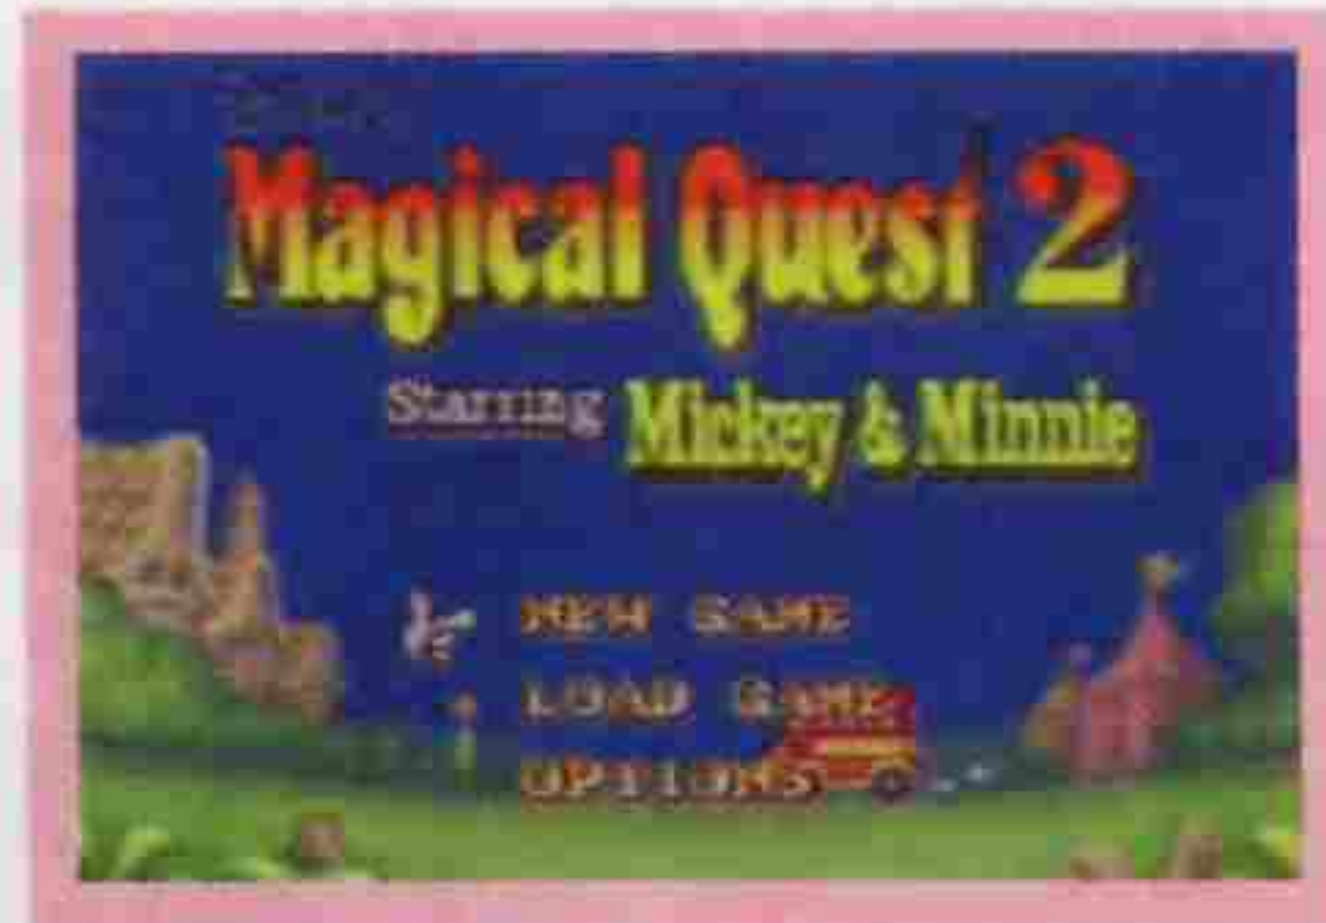 Magical Quest 2
Starring Mickey & Minnie
NEW GAME
LOAD GAME
OPTIONS